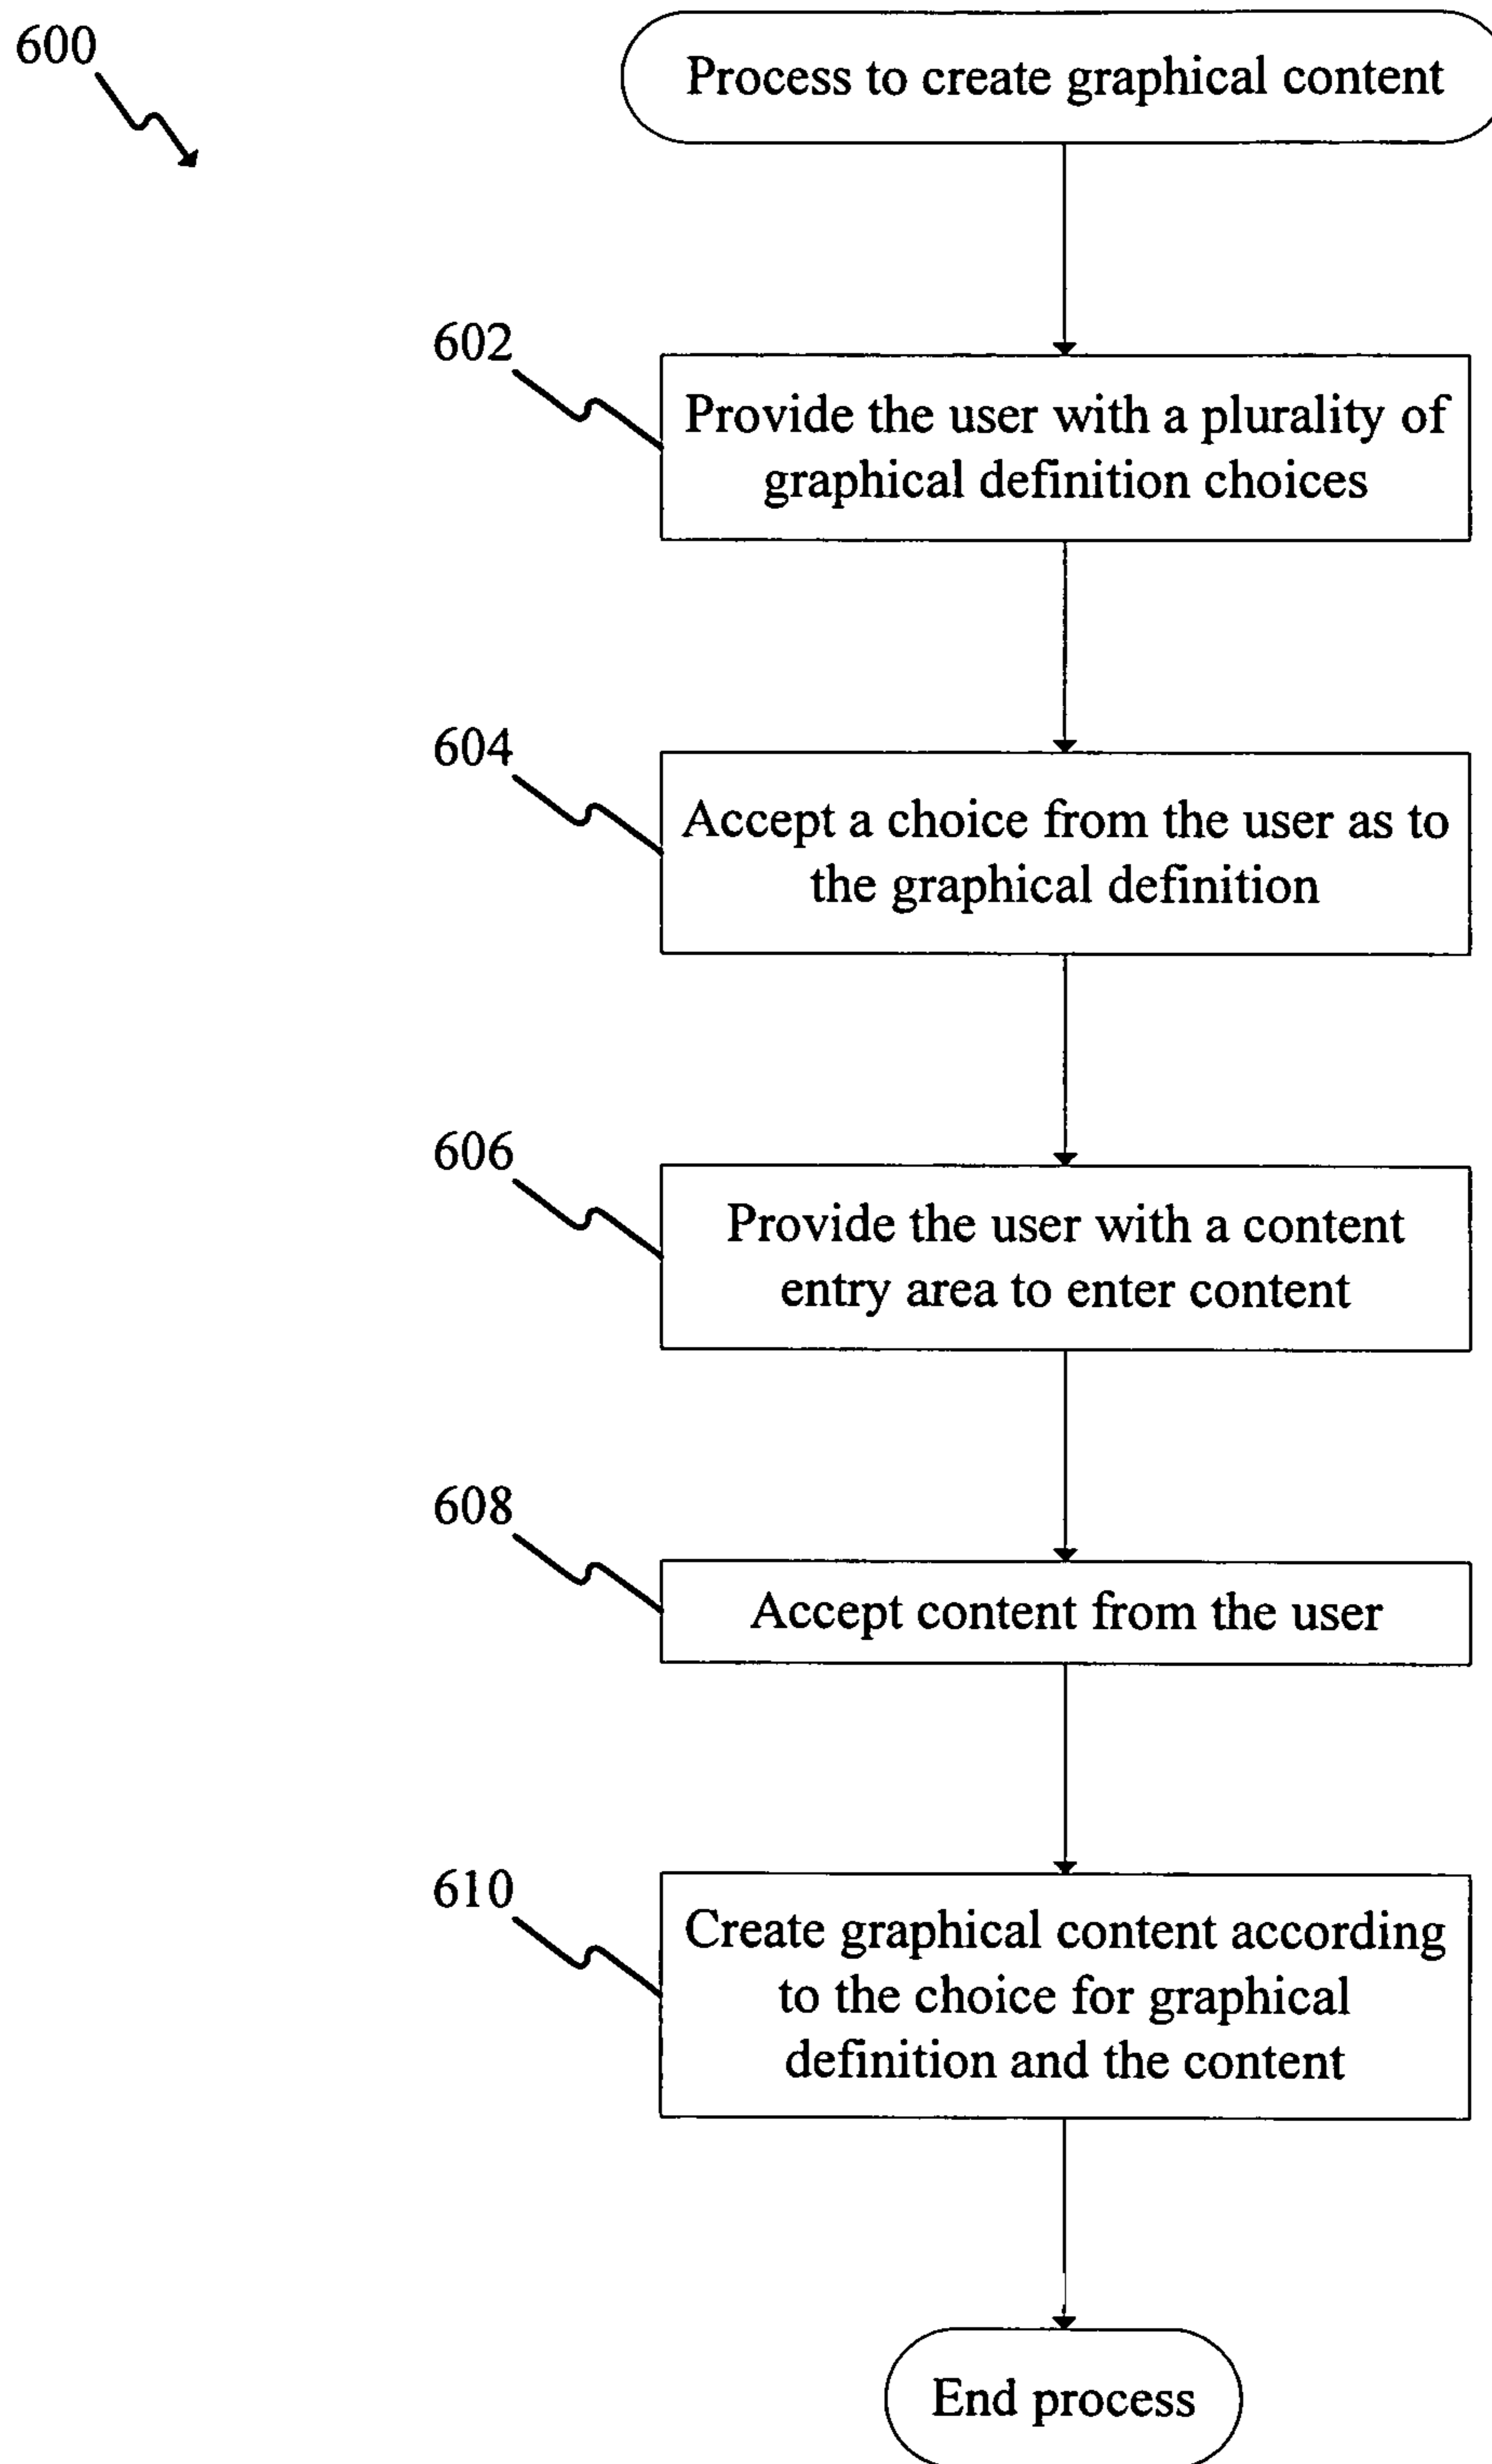 600
Process to create graphical content
602
Provide the user with a plurality of
graphical definition choices
604
Accept a choice from the user as to
the graphical definition
606
Provide the user with a content
entry area to enter content
608
Accept content from the user
610
Create graphical content according
to the choice for graphical
definition and the content
End process